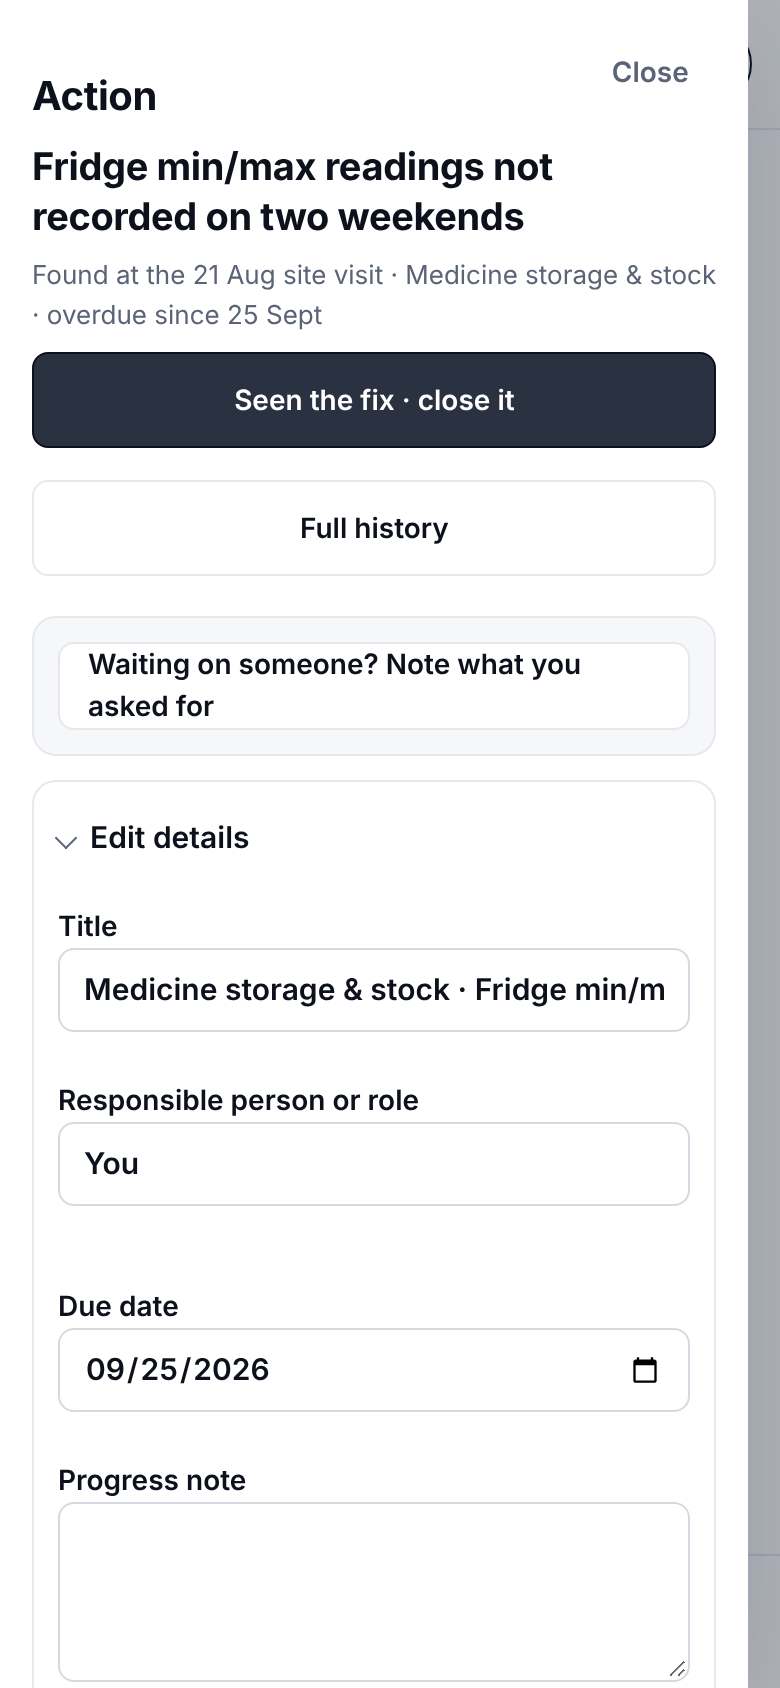 Close
Action
Fridge min/max readings not
recorded on two weekends
Found at the 21 Aug site visit · Medicine storage & stock
· overdue since 25 Sept
Seen the fix · close it
Full history
Waiting on someone? Note what you
asked for
Edit details
Title
Medicine storage & stock · Fridge min/m
Responsible person or role
You
Due date
09/25/2026
Progress note